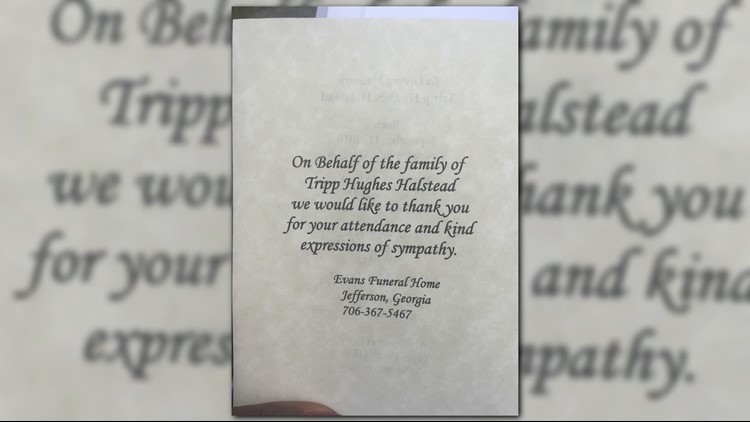 On Behalf of the family of
Tripp Hughes Halstead
we would like to thank you
for your attendance and kind
expressions of sympathy.
Evans Funeral Home
Jefferson, Georgia
706-367-5467